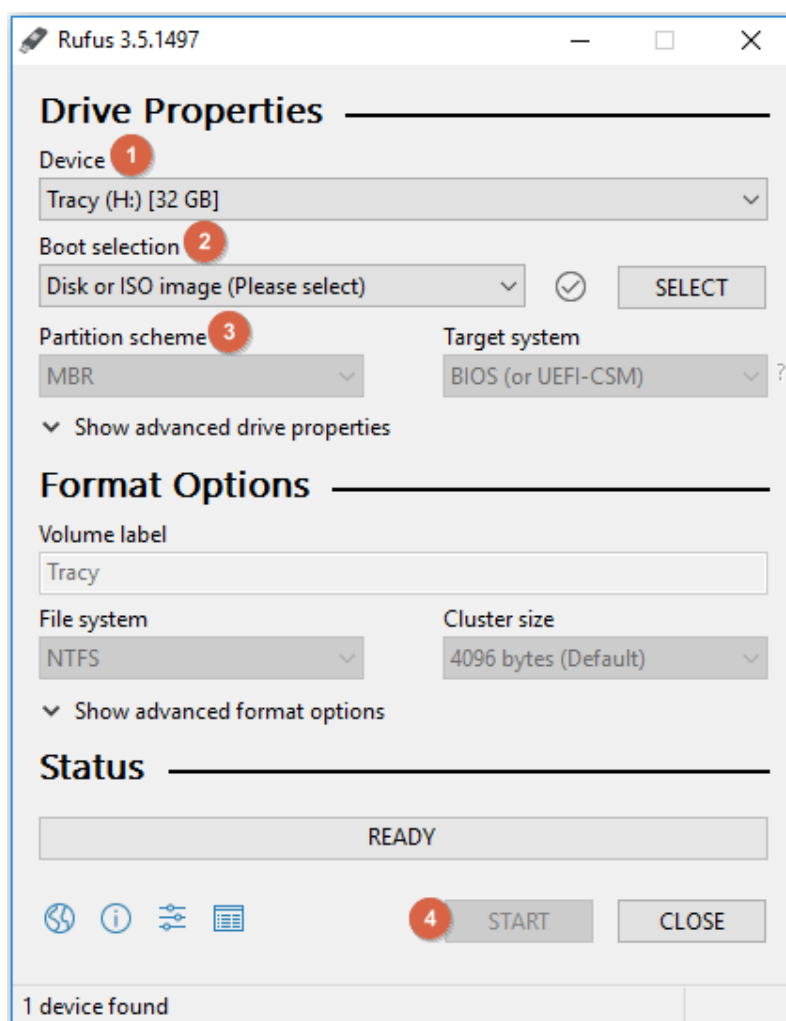 Rufus 3.5.1497
Drive Properties
Device 1
Tracy (H:) [32 GB]
Boot selection 2
Disk or ISO image (Please select) SELECT
Partition scheme 3 Target system
MBR BIOS (or UEFI-CSM) ?
Show advanced drive properties
Format Options
Volume label
Tracy
File system Cluster size
NTFS 4096 bytes (Default)
Show advanced format options
Status
READY
4 START CLOSE
1 device found